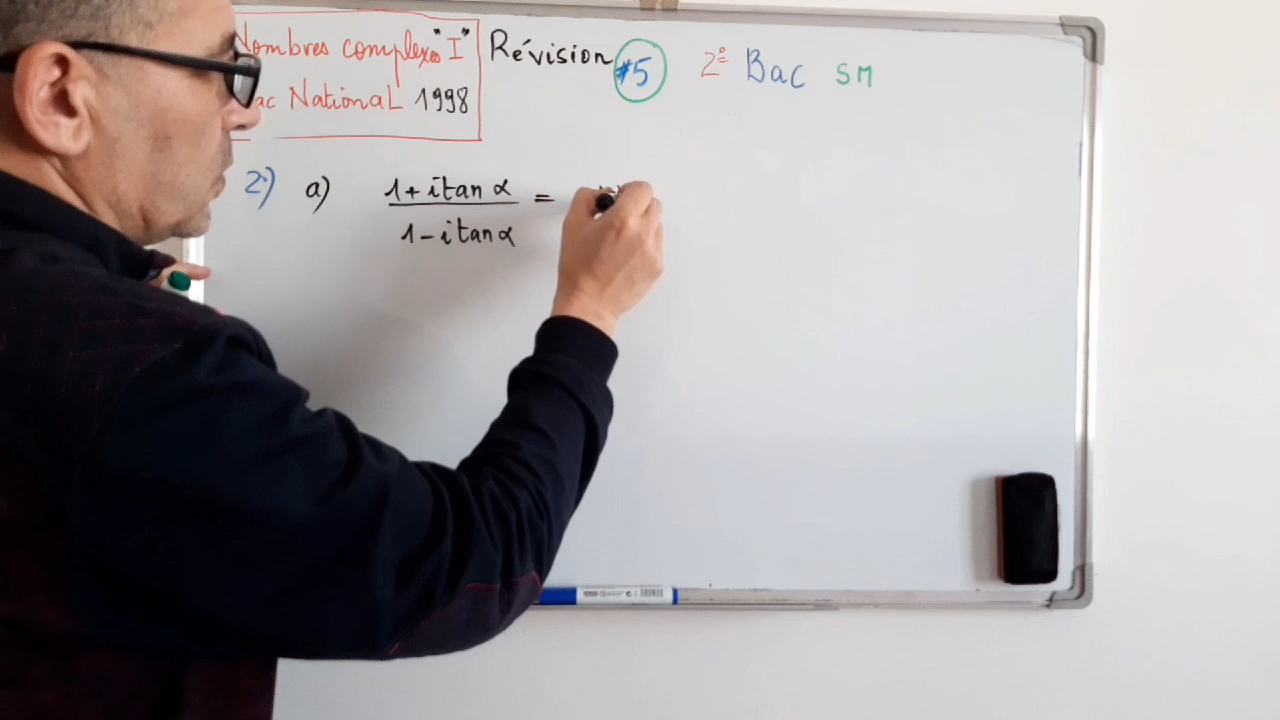 Nombres complexes "I"
Bac National 1998
Révision #5
2e Bac SM
2) a) 1 + i tan α / 1 - i tan α =